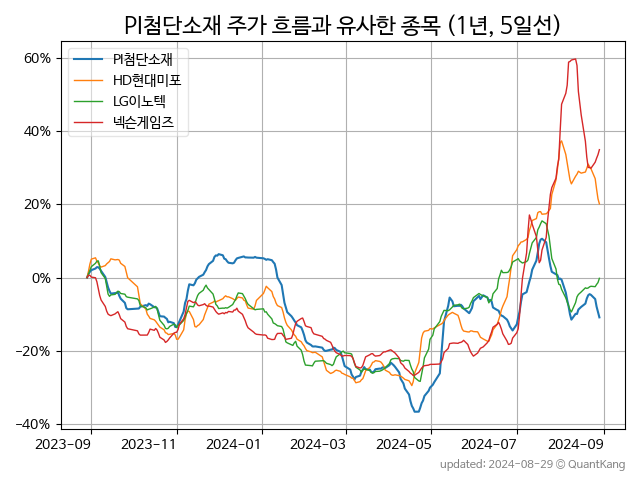 PI첨단소재 주가 흐름과 유사한 종목 (1년, 5일선)
PI첨단소재
HD현대미포
LG이노텍
넥슨게임즈
60%
40%
20%
0%
−20%
−40%
2023-09 2023-11 2024-01 2024-03 2024-05 2024-07 2024-09
updated: 2024-08-29 © QuantKang